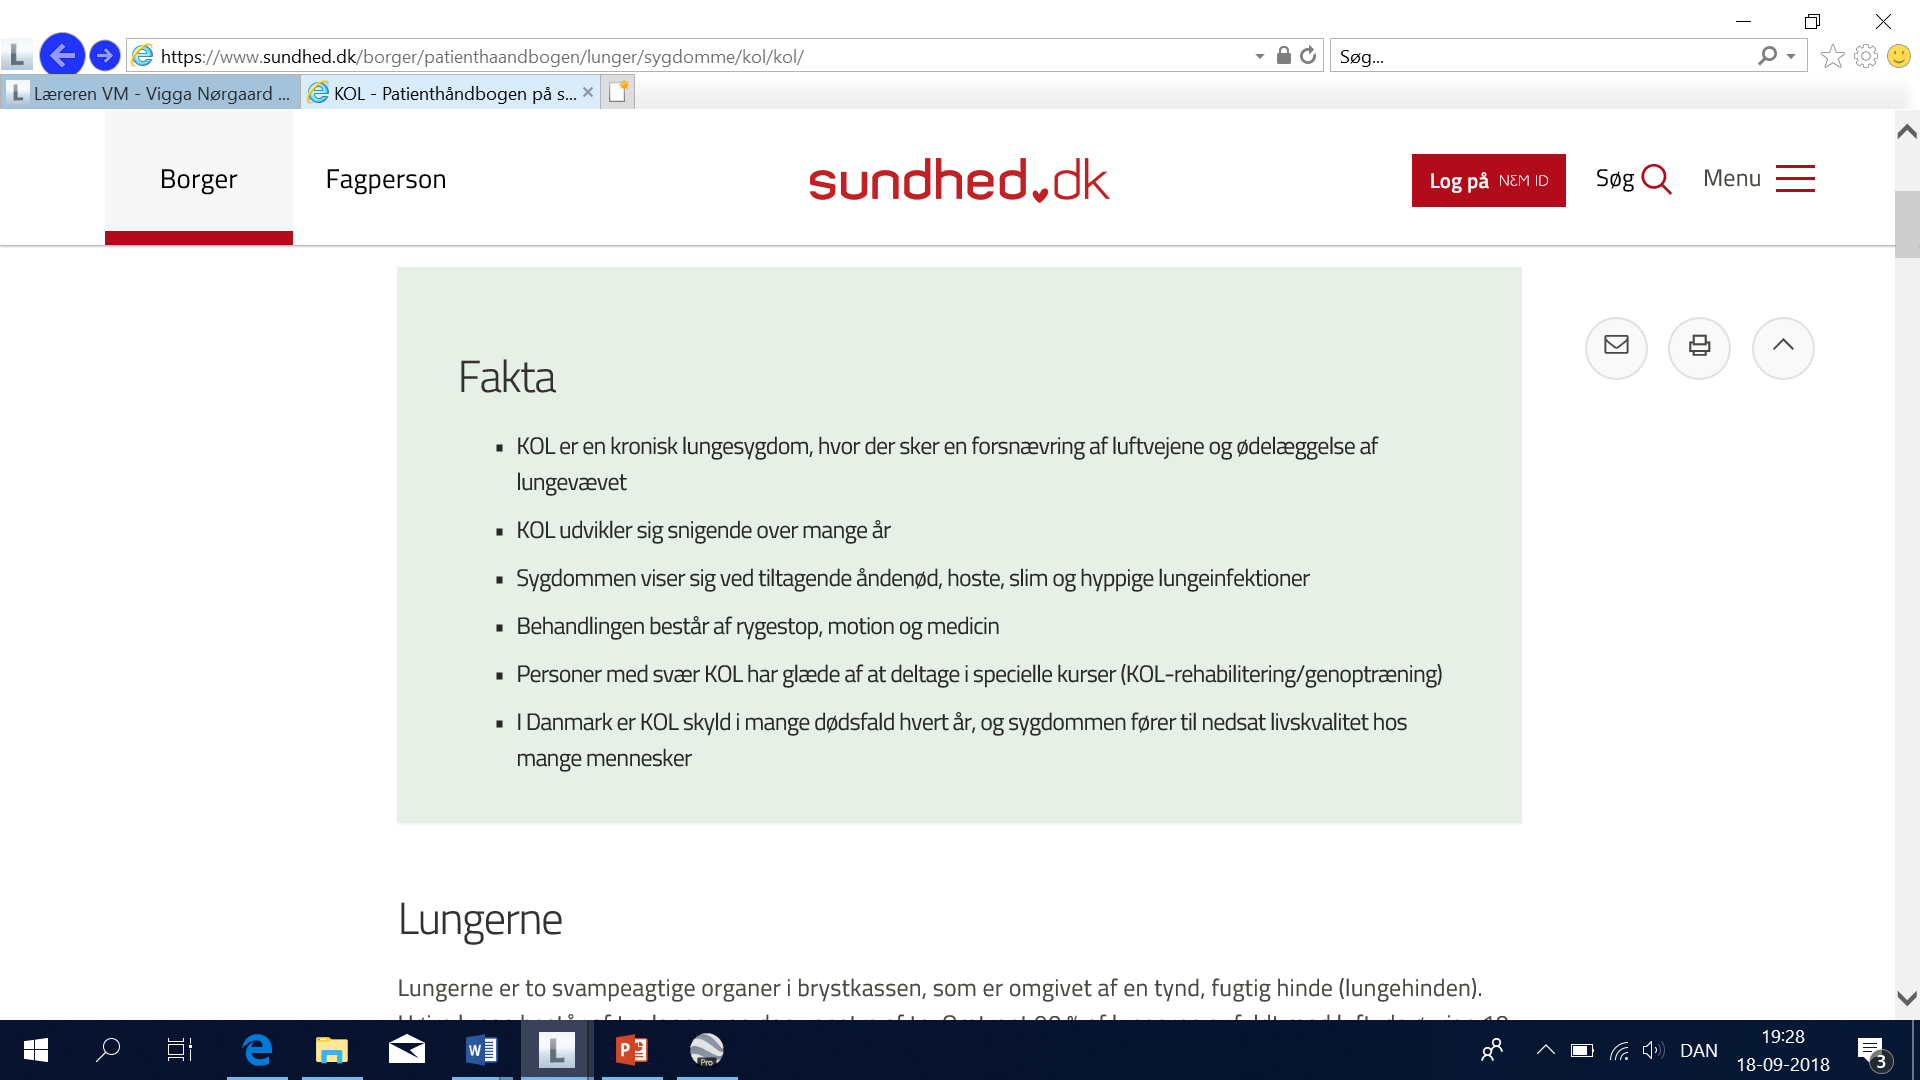 https://www.sundhed.dk/borger/patienthaandbogen/lunger/sygdomme/kol/kol/
Søg...
L Læreren VM - Vigga Nørgaard ...
KOL - Patienthåndbogen på s...
Borger
Fagperson
sundhed.dk
Log på NEM ID
Søg
Menu
Fakta
KOL er en kronisk lungesygdom, hvor der sker en forsnævring af luftvejene og ødelæggelse af
lungevævet
KOL udvikler sig snigende over mange år
Sygdommen viser sig ved tiltagende åndenød, hoste, slim og hyppige lungeinfektioner
Behandlingen består af rygestop, motion og medicin
Personer med svær KOL har glæde af at deltage i specielle kurser (KOL-rehabilitering/genoptræning)
I Danmark er KOL skyld i mange dødsfald hvert år, og sygdommen fører til nedsat livskvalitet hos
mange mennesker
Lungerne
Lungerne er to svampeagtige organer i brystkassen, som er omgivet af en tynd, fugtig hinde (lungehinden).
L
Pro
DAN
19:28
18-09-2018
3